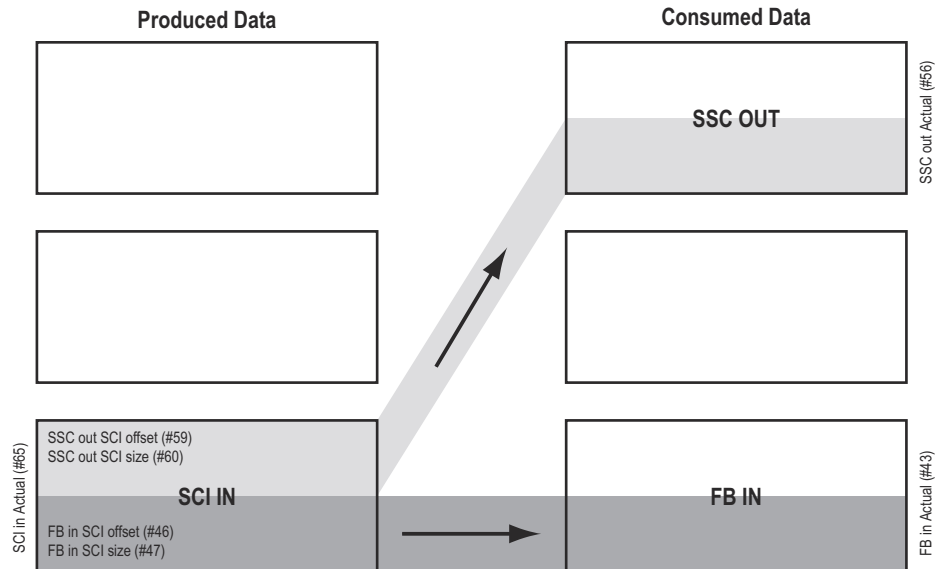 Produced Data
Consumed Data
SSC OUT
SSC out Actual (#56)
SSC out SCI offset (#59)
SSC out SCI size (#60)
SCI IN
FB in SCI offset (#46)
FB in SCI size (#47)
SCI in Actual (#65)
FB IN
FB in Actual (#43)